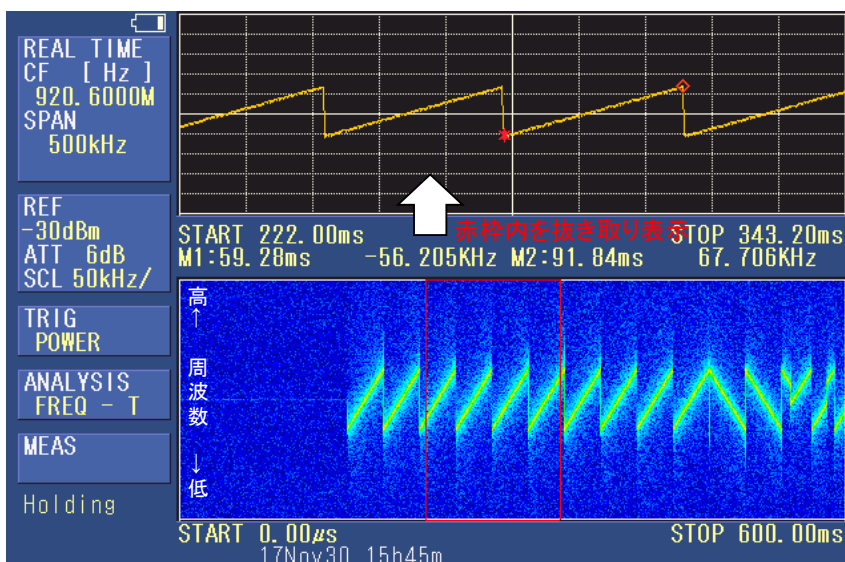 REAL TIME
CF [ Hz ]
920.6000M
SPAN
500kHz
REF
-30dBm
ATT 6dB
SCL 50kHz/
TRIG
POWER
ANALYSIS
FREQ - T
MEAS
Holding
赤枠内を抜き取り表示
START 222.00ms STOP 343.20ms
M1:59.28ms -56.205KHz M2:91.84ms 67.706KHz
高
↑
周
波
数
↓
低
START 0.00μs STOP 600.00ms
17Nov30 15h45m